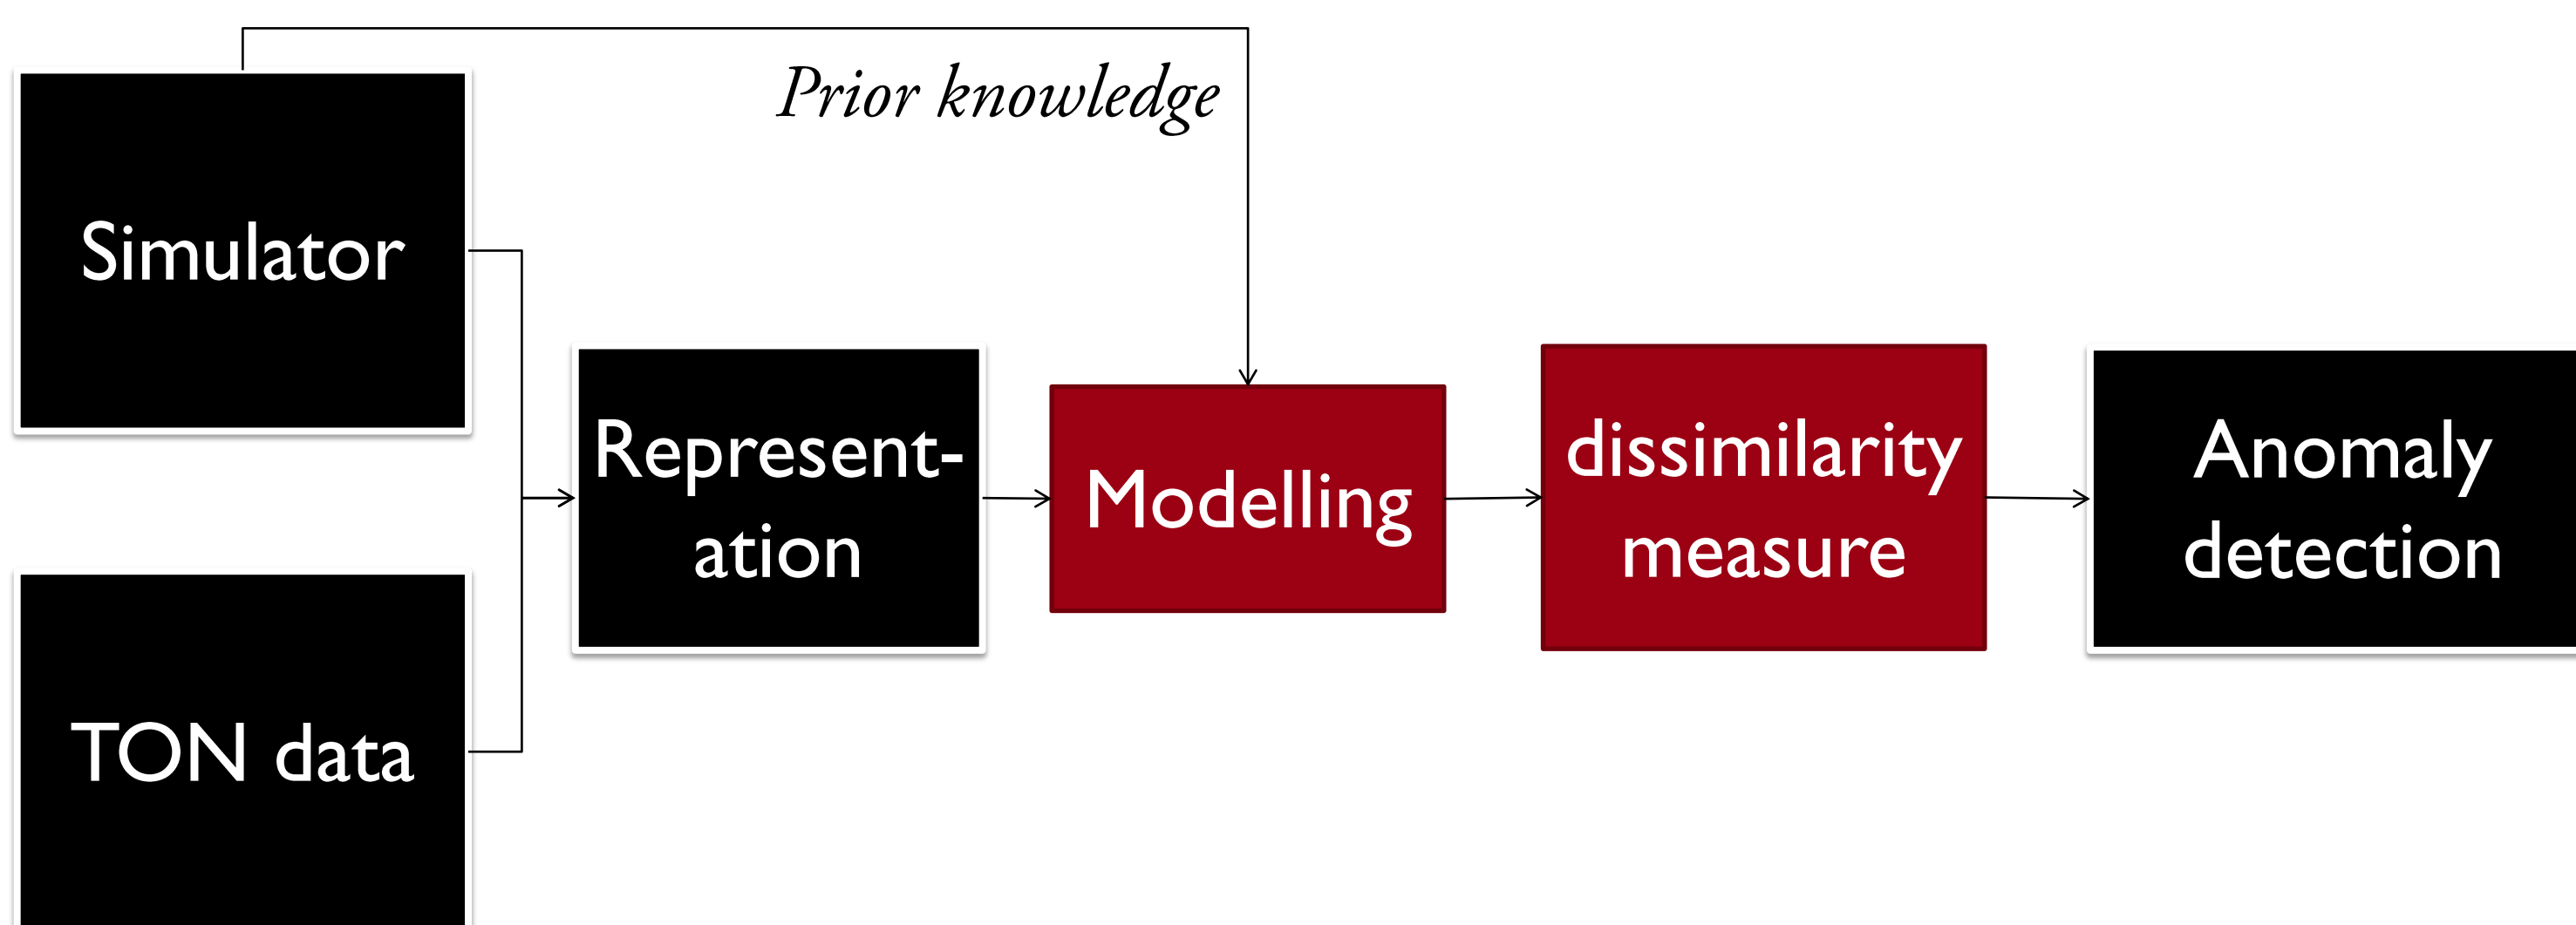 Prior knowledge
Simulator
Represent-
ation
Modelling
dissimilarity
measure
Anomaly
detection
TON data